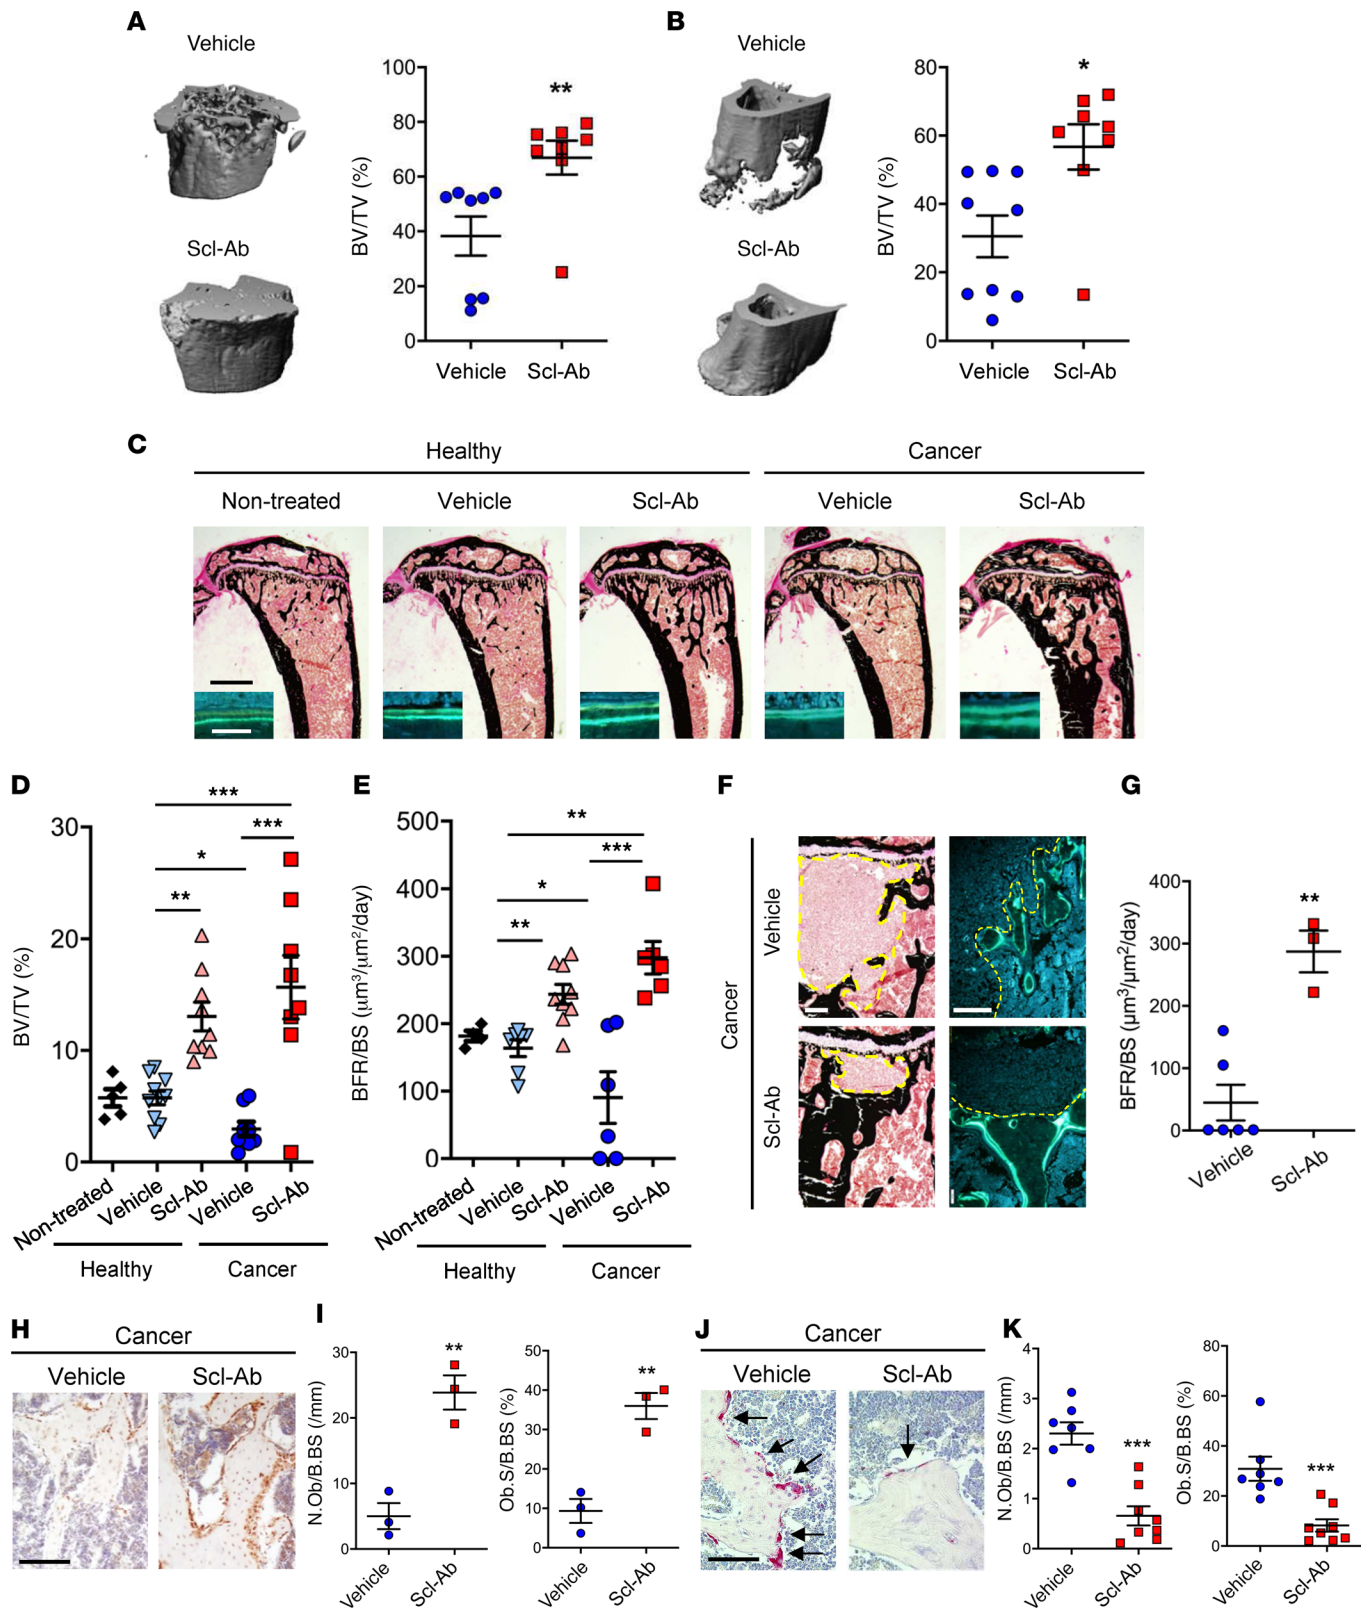 A
Vehicle
Scl-Ab
BV/TV (%)
100
80
60
40
20
0
**
Vehicle
Scl-Ab
B
Vehicle
Scl-Ab
BV/TV (%)
80
60
40
20
0
*
Vehicle
Scl-Ab
C
Healthy
Cancer
Non-treated
Vehicle
Scl-Ab
Vehicle
Scl-Ab
D
BV/TV (%)
30
20
10
0
***
***
*
**
Non-treated
Vehicle
Scl-Ab
Vehicle
Scl-Ab
Healthy
Cancer
E
BFR/BS (μm³/μm²/day)
500
400
300
200
100
0
**
***
*
**
Non-treated
Vehicle
Scl-Ab
Vehicle
Scl-Ab
Healthy
Cancer
F
Cancer
Vehicle
Scl-Ab
G
BFR/BS (μm³/μm²/day)
400
300
200
100
0
**
Vehicle
Scl-Ab
H
Cancer
Vehicle
Scl-Ab
I
N.Ob/B.BS (/mm)
30
20
10
0
**
Vehicle
Scl-Ab
Ob.S/B.BS (%)
50
40
30
20
10
0
**
Vehicle
Scl-Ab
J
Cancer
Vehicle
Scl-Ab
K
N.Ob/B.BS (/mm)
4
3
2
1
0
***
Vehicle
Scl-Ab
Ob.S/B.BS (%)
80
60
40
20
0
***
Vehicle
Scl-Ab